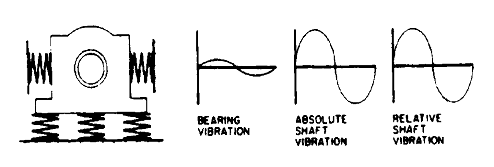 BEARING
VIBRATION
ABSOLUTE
SHAFT
VIBRATION
RELATIVE
SHAFT
VIBRATION